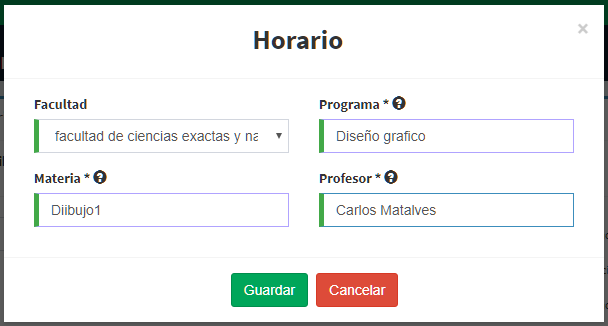 Horario
×
Facultad
facultad de ciencias exactas y na
Programa *
Diseño grafico
Materia *
Diibujo1
Profesor *
Carlos Matalves
Guardar
Cancelar